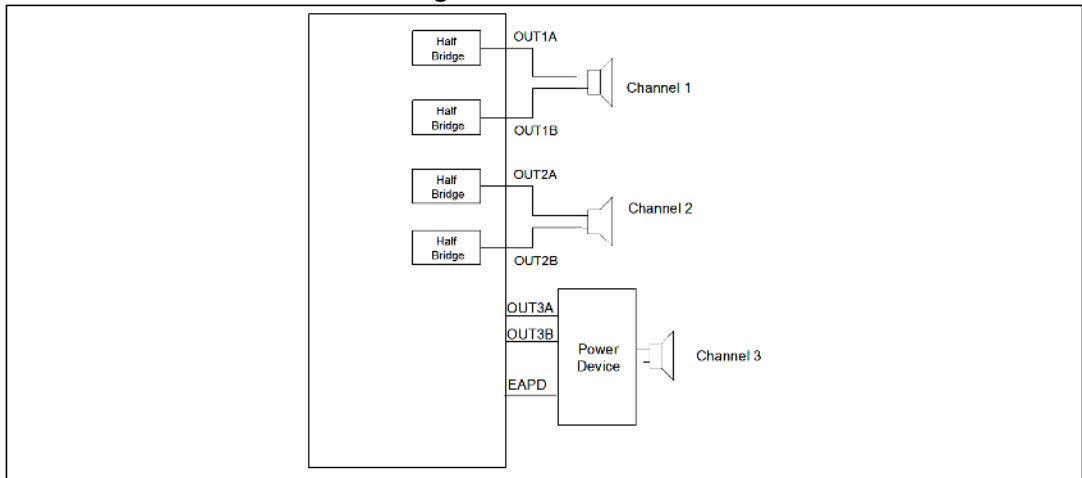 Half
Bridge
OUT1A
Channel 1
Half
Bridge
OUT1B
Half
Bridge
OUT2A
Channel 2
Half
Bridge
OUT2B
OUT3A
OUT3B
Power
Device
Channel 3
EAPD